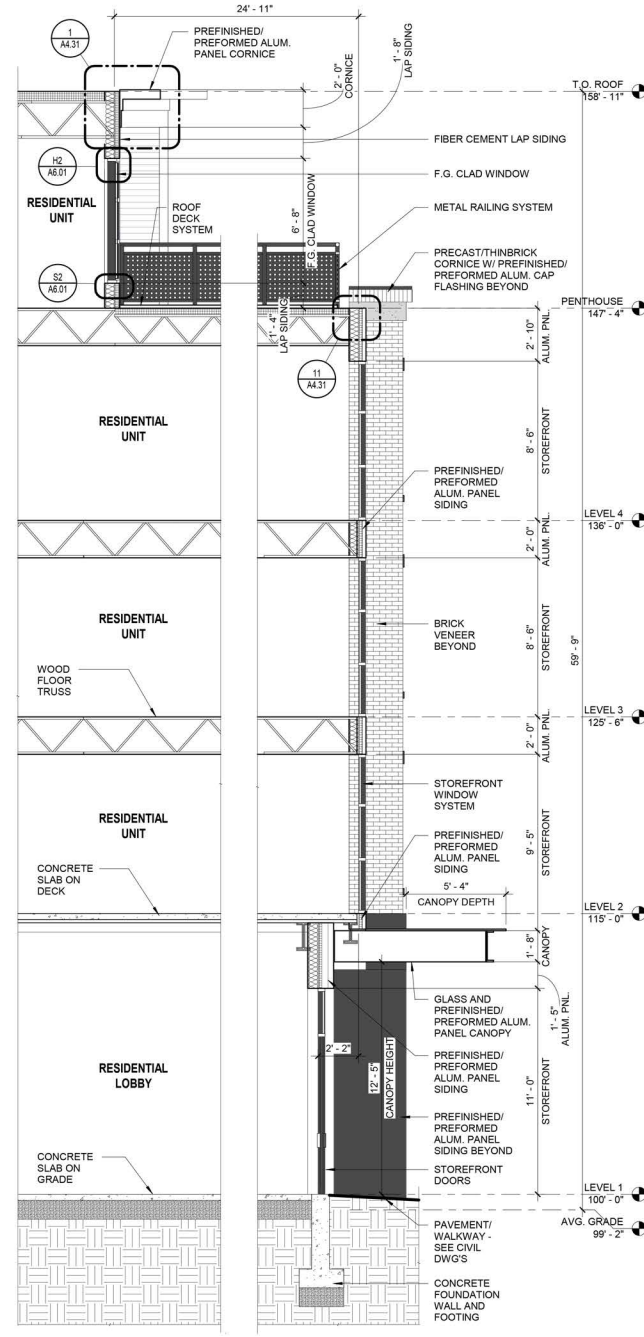 24' - 11"
1
A4.31
PREFINISHED/
PREFORMED ALUM.
PANEL CORNICE
2' - 0"
CORNICE
1' - 8"
LAP SIDING
T.O. ROOF
158' - 11"
FIBER CEMENT LAP SIDING
H2
A6.01
F.G. CLAD WINDOW
RESIDENTIAL
UNIT
ROOF
DECK
SYSTEM
6' - 8"
F.G. CLAD WINDOW
METAL RAILING SYSTEM
PRECAST/THINBRICK
CORNICE W/ PREFINISHED/
PREFORMED ALUM. CAP
FLASHING BEYOND
S2
A6.01
PENTHOUSE
147' - 4"
1' - 4"
LAP SIDING
2' - 10"
ALUM. PNL.
11
A4.31
RESIDENTIAL
UNIT
8' - 6"
STOREFRONT
PREFINISHED/
PREFORMED
ALUM. PANEL
SIDING
LEVEL 4
136' - 0"
2' - 0"
ALUM. PNL.
RESIDENTIAL
UNIT
BRICK
VENEER
BEYOND
8' - 6"
STOREFRONT
59' - 9"
WOOD
FLOOR
TRUSS
LEVEL 3
125' - 6"
2' - 0"
ALUM. PNL.
STOREFRONT
WINDOW
SYSTEM
RESIDENTIAL
UNIT
9' - 5"
STOREFRONT
PREFINISHED/
PREFORMED
ALUM. PANEL
SIDING
CONCRETE
SLAB ON
DECK
5' - 4"
CANOPY DEPTH
LEVEL 2
115' - 0"
1' - 8"
CANOPY
GLASS AND
PREFINISHED/
PREFORMED ALUM.
PANEL CANOPY
1' - 5"
ALUM. PNL.
2' - 2"
12' - 5"
CANOPY HEIGHT
PREFINISHED/
PREFORMED
ALUM. PANEL
SIDING
RESIDENTIAL
LOBBY
11' - 0"
STOREFRONT
PREFINISHED/
PREFORMED
ALUM. PANEL
SIDING BEYOND
CONCRETE
SLAB ON
GRADE
STOREFRONT
DOORS
LEVEL 1
100' - 0"
PAVEMENT/
WALKWAY -
SEE CIVIL
DWG'S
AVG. GRADE
99' - 2"
CONCRETE
FOUNDATION
WALL AND
FOOTING